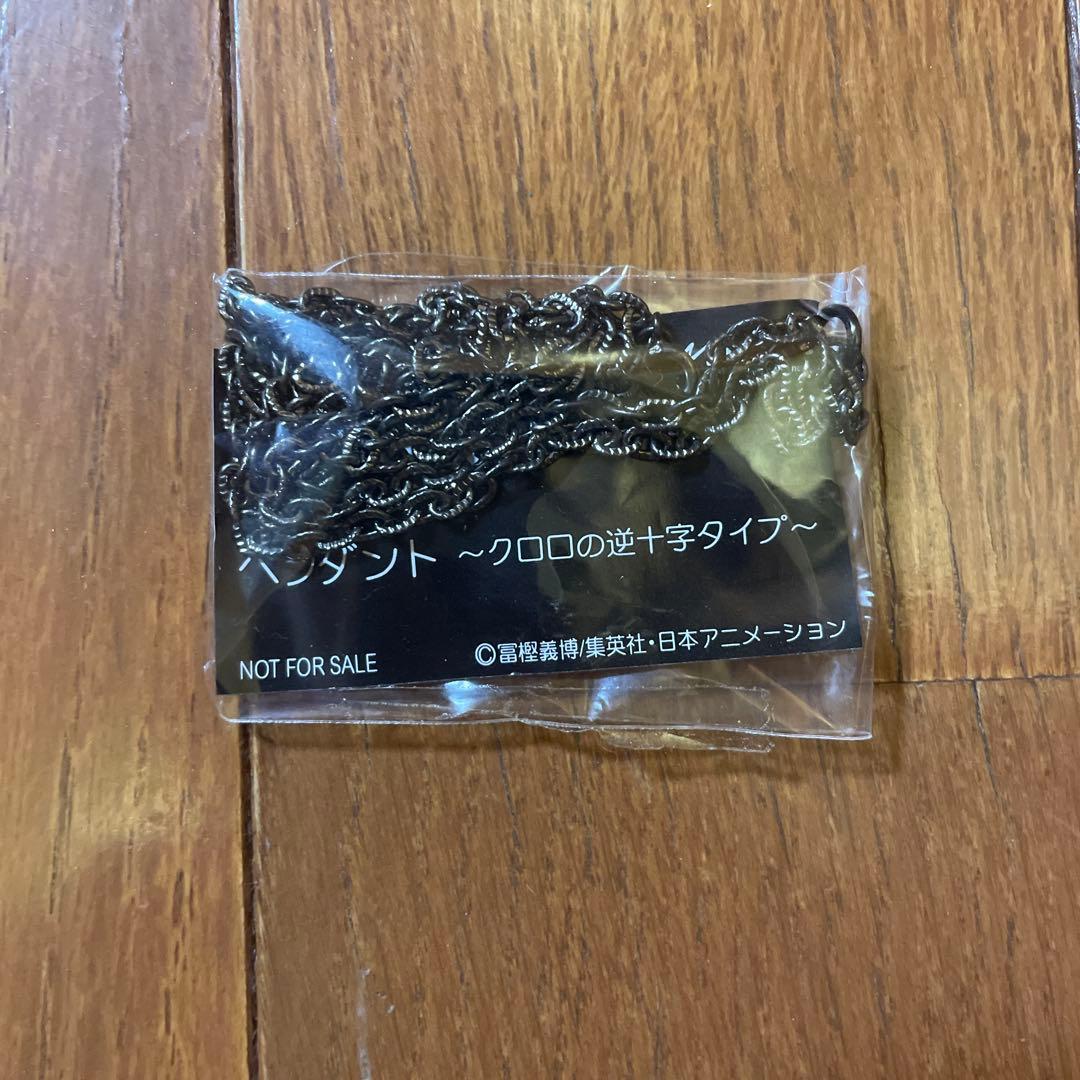 ペンダント ～クロロの逆十字タイプ～
NOT FOR SALE
©冨樫義博/集英社・日本アニメーション